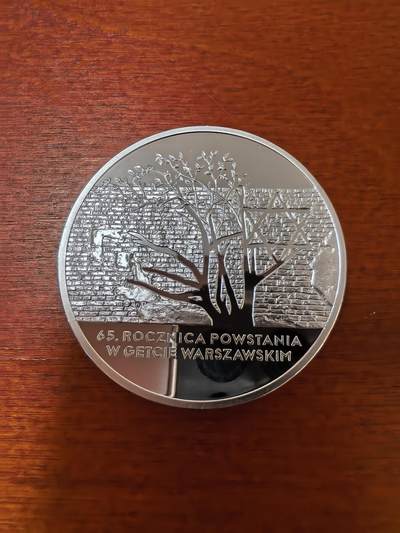 65. ROCZNICA POWSTANIA
W GETCIE WARSZAWSKIM